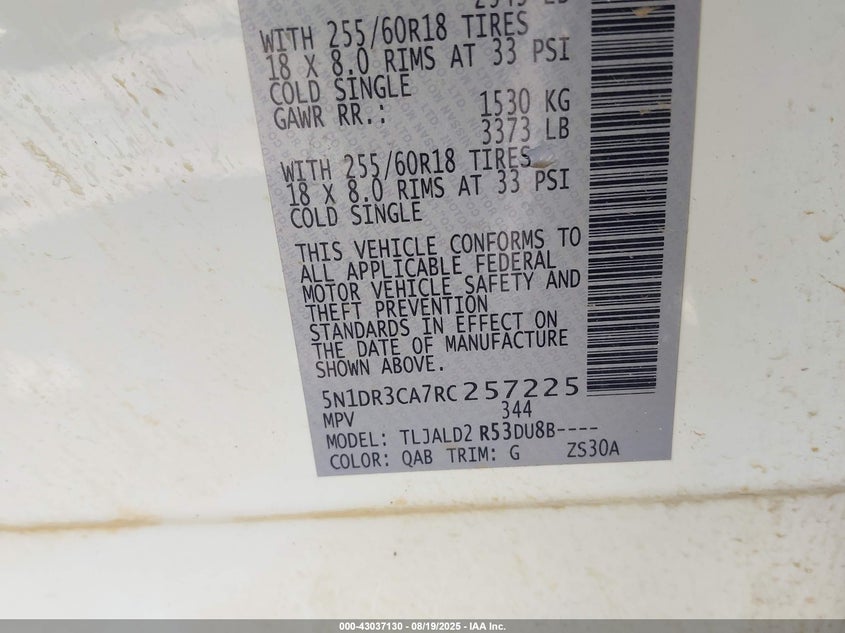 WITH 255/60R18 TIRES
18 X 8.0 RIMS AT 33 PSI
COLD SINGLE
GAWR RR.: 1530 KG
3373 LB
WITH 255/60R18 TIRES
18 X 8.0 RIMS AT 33 PSI
COLD SINGLE
THIS VEHICLE CONFORMS TO
ALL APPLICABLE FEDERAL
MOTOR VEHICLE SAFETY AND
THEFT PREVENTION
STANDARDS IN EFFECT ON
THE DATE OF MANUFACTURE
SHOWN ABOVE.
5N1DR3CA7RC257225
MPV 344
MODEL: TLJALD2 R53DU8B----
COLOR: QAB TRIM: G ZS30A
000-43037130 - 08/19/2025 - IAA Inc.